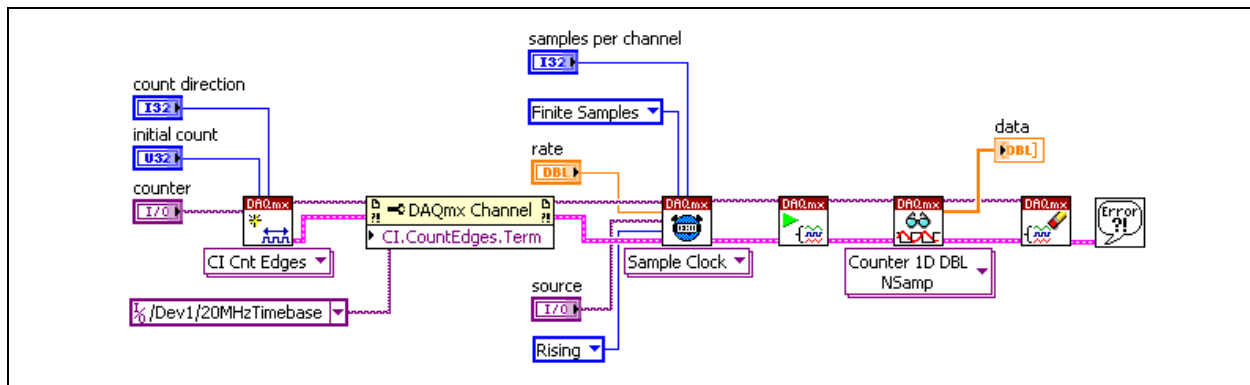 samples per channel
I32
count direction
I32
Finite Samples
initial count
U32
rate
DBL
data
DBL]
counter
I/O
DAQmx
CI Cnt Edges
DAQmx Channel
CI.CountEdges.Term
DAQmx
Sample Clock
DAQmx
DAQmx
Counter 1D DBL
NSamp
DAQmx
Error
?!
/Dev1/20MHzTimebase
source
I/O
Rising